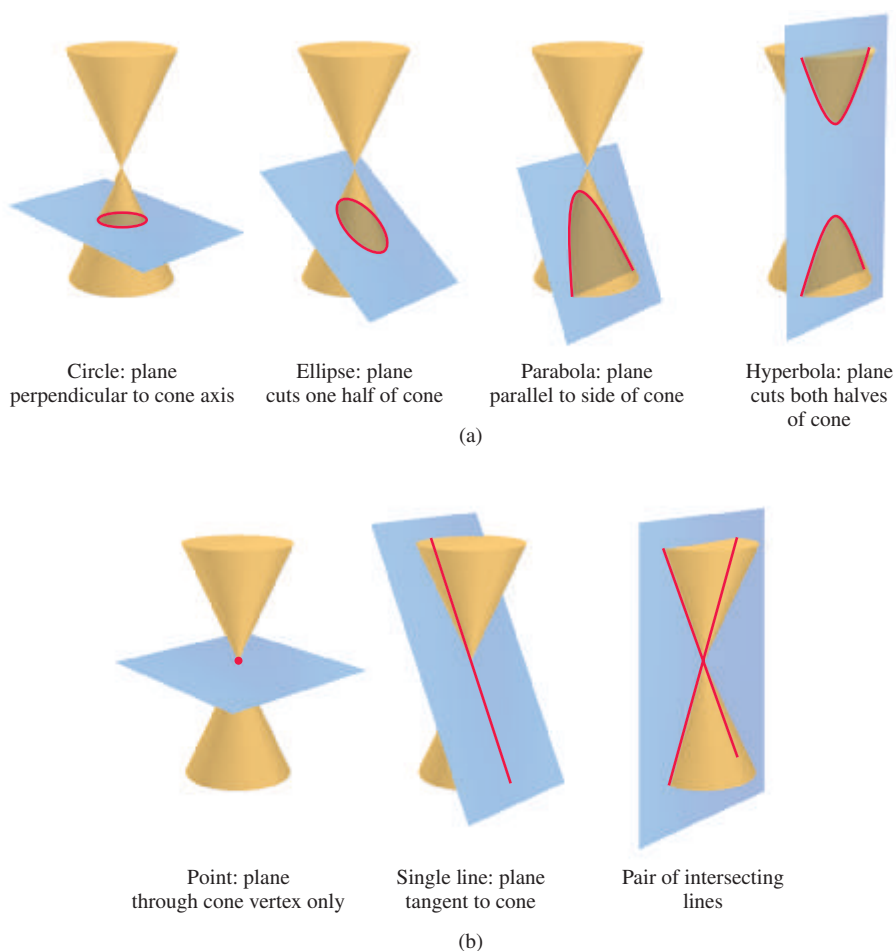 Circle: plane
perpendicular to cone axis
Ellipse: plane
cuts one half of cone
Parabola: plane
parallel to side of cone
Hyperbola: plane
cuts both halves
of cone
(a)
Point: plane
through cone vertex only
Single line: plane
tangent to cone
Pair of intersecting
lines
(b)